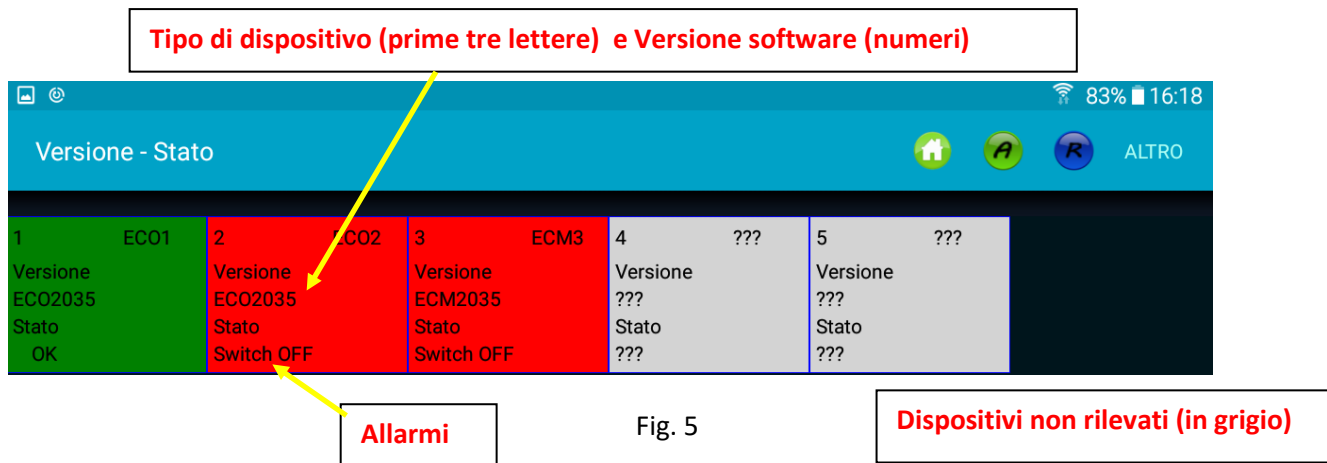 Tipo di dispositivo (prime tre lettere) e Versione software (numeri)
83% 16:18
Versione - Stato
A R ALTRO
1 ECO1 2 ECO2 3 ECM3 4 ??? 5 ???
Versione Versione Versione Versione Versione
ECO2035 ECO2035 ECM2035 ??? ???
Stato Stato Stato Stato Stato
OK Switch OFF Switch OFF ??? ???
Allarmi Fig. 5 Dispositivi non rilevati (in grigio)